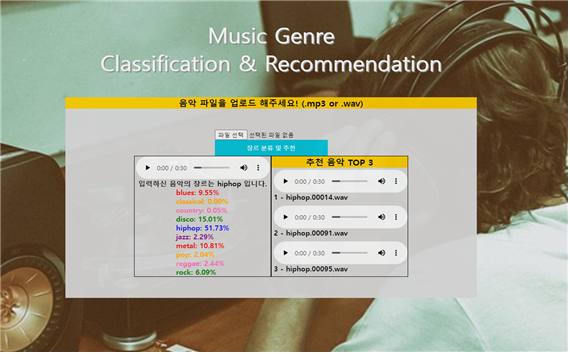 Music Genre
Classification & Recommendation
음악 파일을 업로드 해주세요! (.mp3 or .wav)
파일 선택 선택된 파일 없음
장르 분류 및 추천
0:00 / 0:30
입력하신 음악의 장르는 hiphop 입니다.
blues: 9.55%
classical: 0.00%
country: 0.05%
disco: 15.01%
hiphop: 51.73%
jazz: 2.29%
metal: 10.81%
pop: 2.04%
reggae: 2.44%
rock: 6.09%
추천 음악 TOP 3
0:00 / 0:30
1 - hiphop.00014.wav
0:00 / 0:30
2 - hiphop.00091.wav
0:00 / 0:30
3 - hiphop.00095.wav